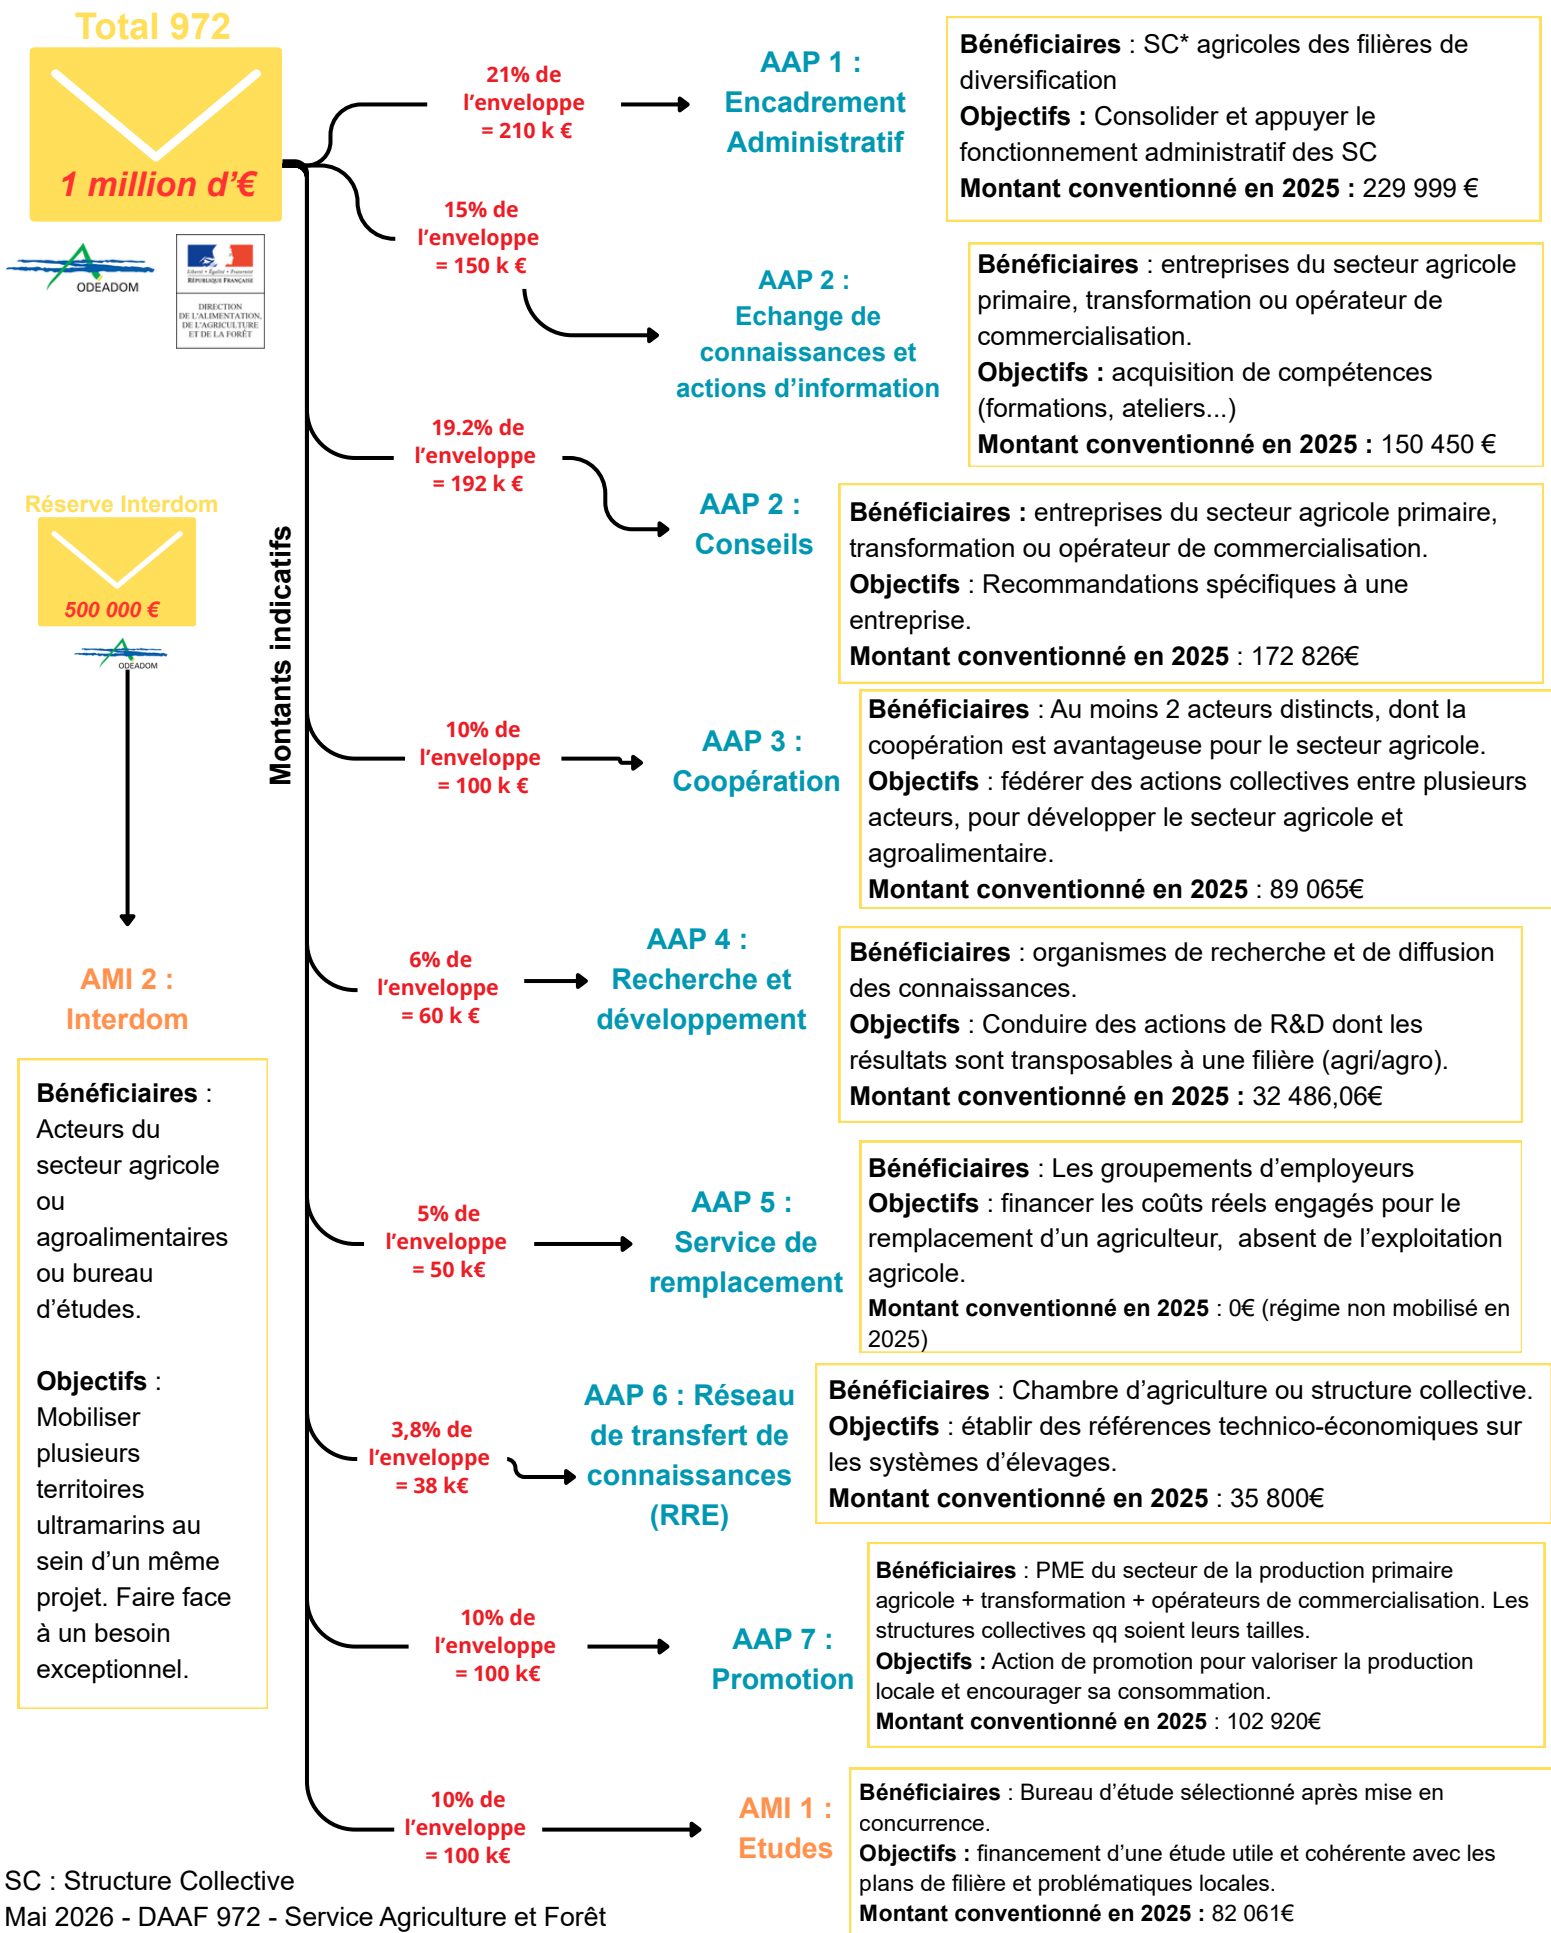 Total 972
1 million d'€
ODEADOM
Liberté • Égalité • Fraternité
RÉPUBLIQUE FRANÇAISE
DIRECTION
DE L'ALIMENTATION,
DE L'AGRICULTURE
ET DE LA FORÊT
21% de
l'enveloppe
= 210 k €
AAP 1 :
Encadrement
Administratif
Bénéficiaires : SC* agricoles des filières de
diversification
Objectifs : Consolider et appuyer le
fonctionnement administratif des SC
Montant conventionné en 2025 : 229 999 €
15% de
l'enveloppe
= 150 k €
AAP 2 :
Echange de
connaissances et
actions d'information
Bénéficiaires : entreprises du secteur agricole
primaire, transformation ou opérateur de
commercialisation.
Objectifs : acquisition de compétences
(formations, ateliers...)
Montant conventionné en 2025 : 150 450 €
19.2% de
l'enveloppe
= 192 k €
AAP 2 :
Conseils
Bénéficiaires : entreprises du secteur agricole primaire,
transformation ou opérateur de commercialisation.
Objectifs : Recommandations spécifiques à une
entreprise.
Montant conventionné en 2025 : 172 826€
Réserve Interdom
500 000 €
ODEADOM
Montants indicatifs
10% de
l'enveloppe
= 100 k €
AAP 3 :
Coopération
Bénéficiaires : Au moins 2 acteurs distincts, dont la
coopération est avantageuse pour le secteur agricole.
Objectifs : fédérer des actions collectives entre plusieurs
acteurs, pour développer le secteur agricole et
agroalimentaire.
Montant conventionné en 2025 : 89 065€
6% de
l'enveloppe
= 60 k €
AAP 4 :
Recherche et
développement
Bénéficiaires : organismes de recherche et de diffusion
des connaissances.
Objectifs : Conduire des actions de R&D dont les
résultats sont transposables à une filière (agri/agro).
Montant conventionné en 2025 : 32 486,06€
AMI 2 :
Interdom
Bénéficiaires :
Acteurs du
secteur agricole
ou
agroalimentaires
ou bureau
d'études.
Objectifs :
Mobiliser
plusieurs
territoires
ultramarins au
sein d'un même
projet. Faire face
à un besoin
exceptionnel.
5% de
l'enveloppe
= 50 k€
AAP 5 :
Service de
remplacement
Bénéficiaires : Les groupements d'employeurs
Objectifs : financer les coûts réels engagés pour le
remplacement d'un agriculteur, absent de l'exploitation
agricole.
Montant conventionné en 2025 : 0€ (régime non mobilisé en
2025)
3,8% de
l'enveloppe
= 38 k€
AAP 6 : Réseau
de transfert de
connaissances
(RRE)
Bénéficiaires : Chambre d'agriculture ou structure collective.
Objectifs : établir des références technico-économiques sur
les systèmes d'élevages.
Montant conventionné en 2025 : 35 800€
10% de
l'enveloppe
= 100 k€
AAP 7 :
Promotion
Bénéficiaires : PME du secteur de la production primaire
agricole + transformation + opérateurs de commercialisation. Les
structures collectives qq soient leurs tailles.
Objectifs : Action de promotion pour valoriser la production
locale et encourager sa consommation.
Montant conventionné en 2025 : 102 920€
10% de
l'enveloppe
= 100 k€
AMI 1 :
Etudes
Bénéficiaires : Bureau d'étude sélectionné après mise en
concurrence.
Objectifs : financement d'une étude utile et cohérente avec les
plans de filière et problématiques locales.
Montant conventionné en 2025 : 82 061€
SC : Structure Collective
Mai 2026 - DAAF 972 - Service Agriculture et Forêt